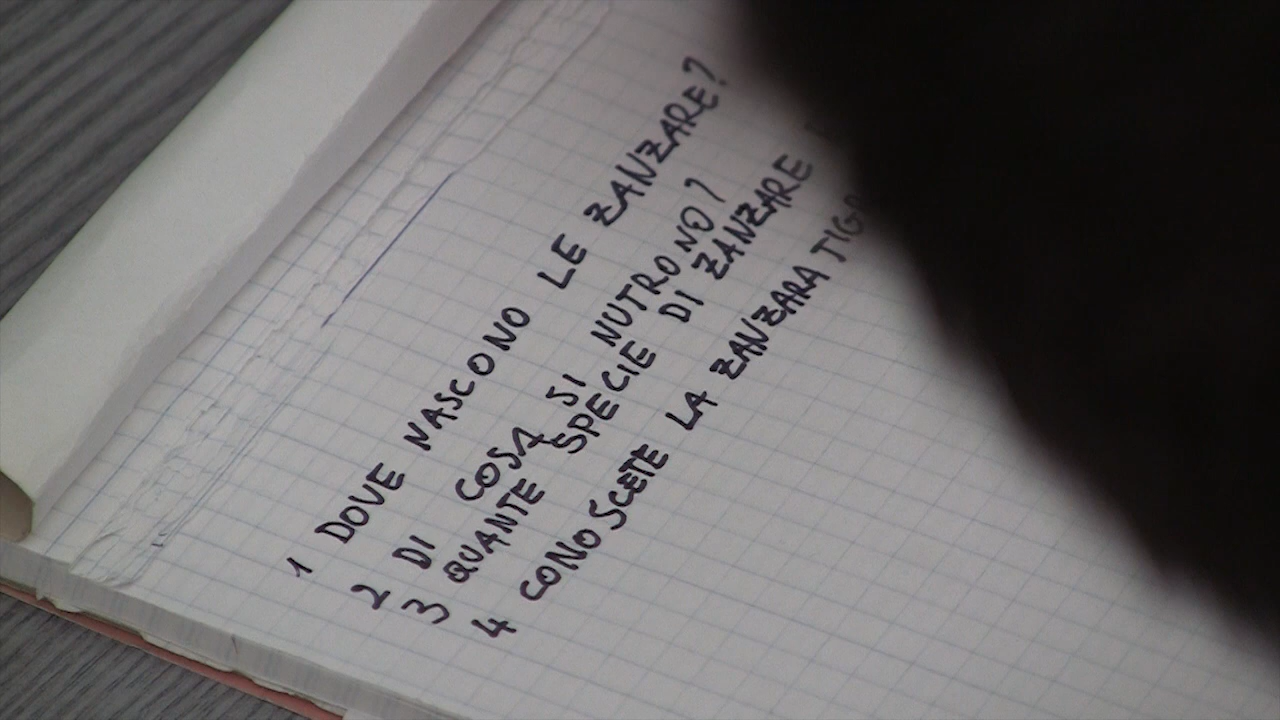 1 DOVE NASCONO LE ZANZARE?
2 DI COSA SI NUTRONO?
3 QUANTE SPECIE DI ZANZARE
4 CONOSCETE LA ZANZARA